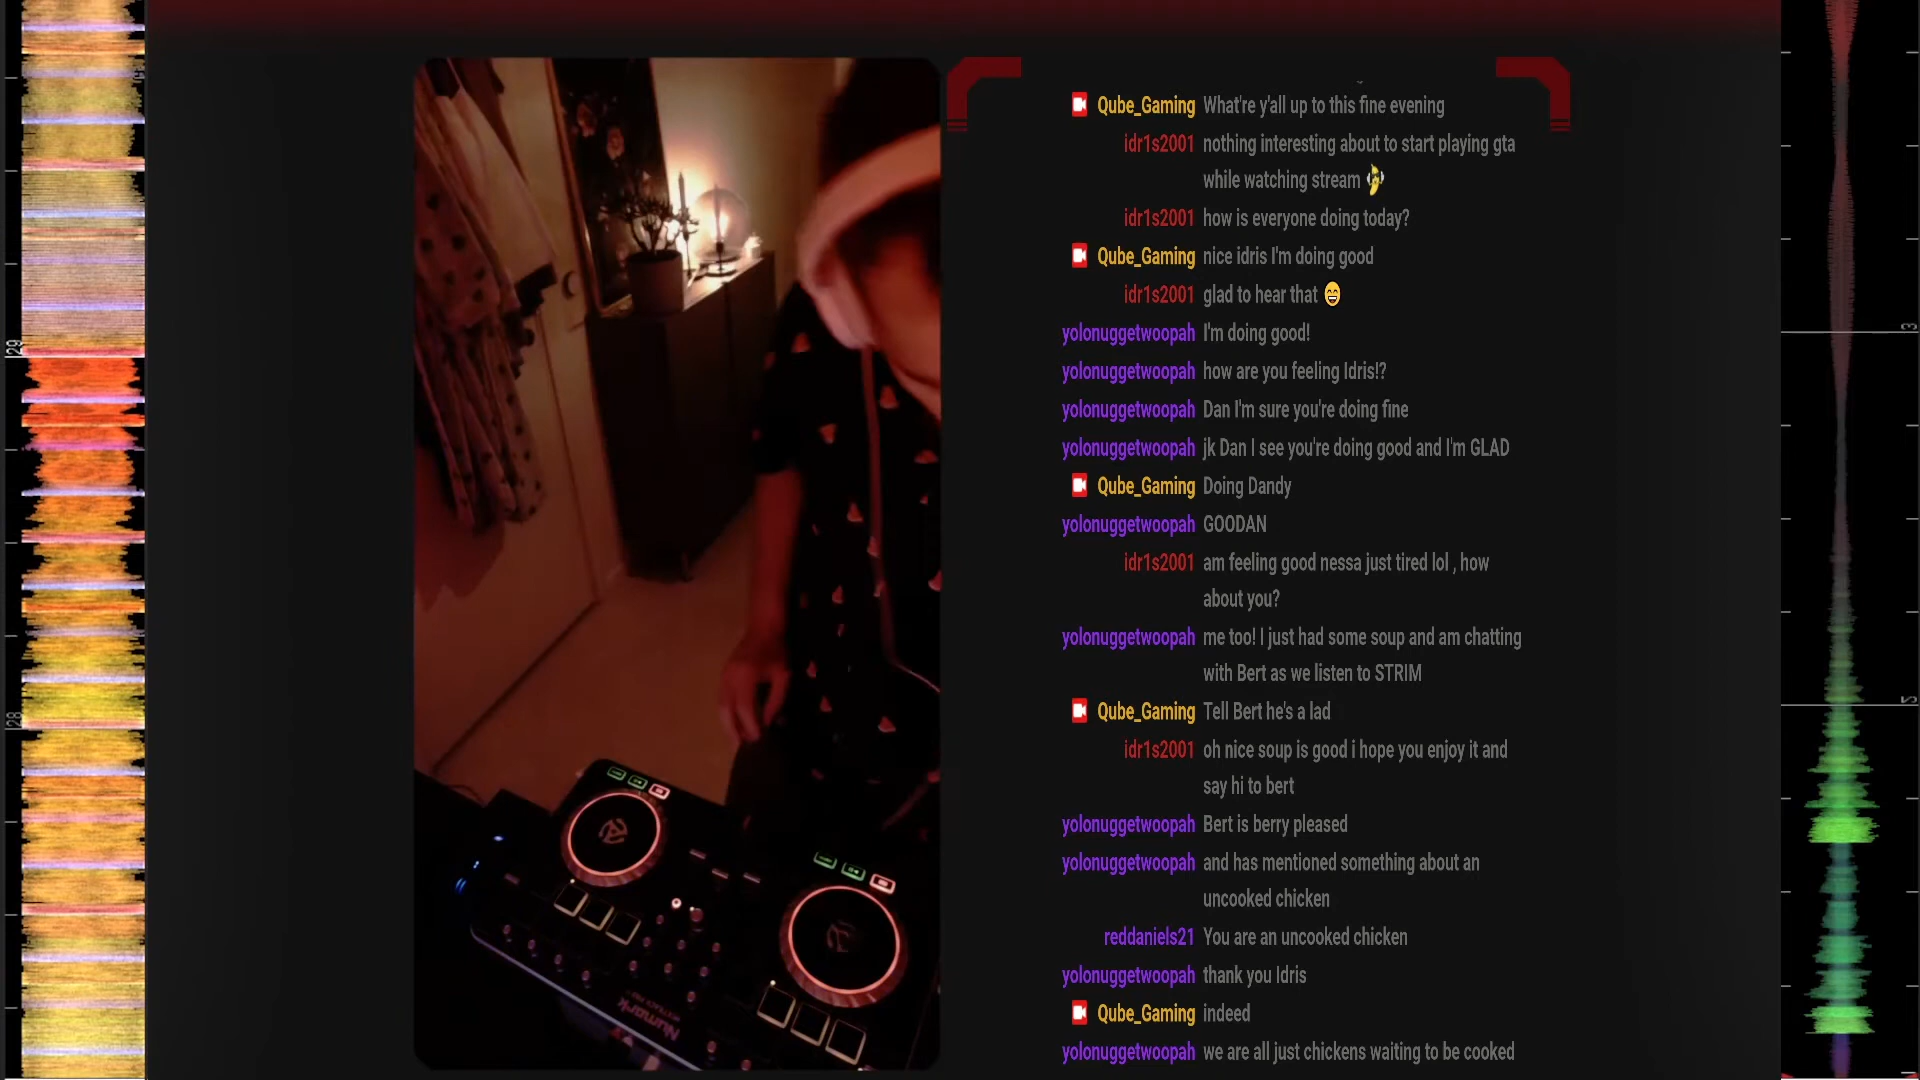 29
28
Numark
Qube_Gaming What're y'all up to this fine evening
idr1s2001 nothing interesting about to start playing gta
while watching stream
idr1s2001 how is everyone doing today?
Qube_Gaming nice idris I'm doing good
idr1s2001 glad to hear that 😁
yolonuggetwoopah I'm doing good!
yolonuggetwoopah how are you feeling Idris!?
yolonuggetwoopah Dan I'm sure you're doing fine
yolonuggetwoopah jk Dan I see you're doing good and I'm GLAD
Qube_Gaming Doing Dandy
yolonuggetwoopah GOODAN
idr1s2001 am feeling good nessa just tired lol , how
about you?
yolonuggetwoopah me too! I just had some soup and am chatting
with Bert as we listen to STRIM
Qube_Gaming Tell Bert he's a lad
idr1s2001 oh nice soup is good i hope you enjoy it and
say hi to bert
yolonuggetwoopah Bert is berry pleased
yolonuggetwoopah and has mentioned something about an
uncooked chicken
reddaniels21 You are an uncooked chicken
yolonuggetwoopah thank you Idris
Qube_Gaming indeed
yolonuggetwoopah we are all just chickens waiting to be cooked
3
5